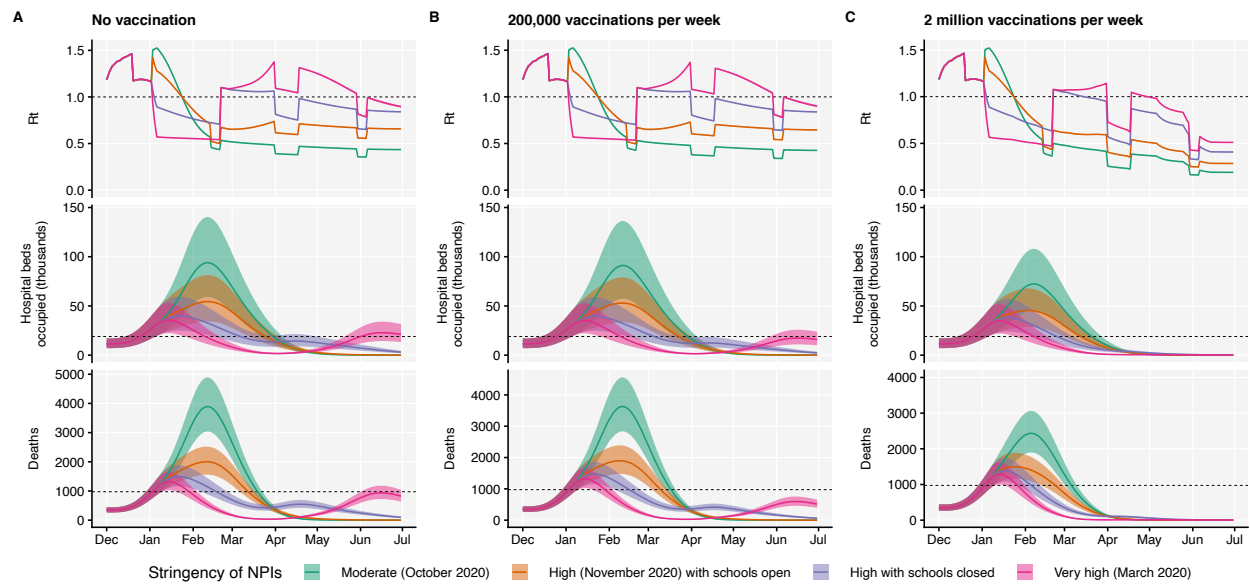 A
No vaccination
B
200,000 vaccinations per week
C
2 million vaccinations per week
Rt
1.5
1.0
0.5
0.0
Rt
1.5
1.0
0.5
0.0
Rt
1.5
1.0
0.5
0.0
Hospital beds
occupied (thousands)
150
100
50
0
Hospital beds
occupied (thousands)
150
100
50
0
Hospital beds
occupied (thousands)
150
100
50
0
Deaths
5000
4000
3000
2000
1000
0
Deaths
4000
3000
2000
1000
0
Deaths
4000
3000
2000
1000
0
Dec Jan Feb Mar Apr May Jun Jul
Dec Jan Feb Mar Apr May Jun Jul
Dec Jan Feb Mar Apr May Jun Jul
Stringency of NPIs Moderate (October 2020) High (November 2020) with schools open High with schools closed Very high (March 2020)